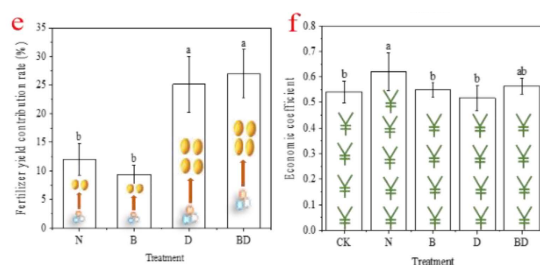 e
Fertilizer yield contribution rate (%)
35
30
25
20
15
10
5
0
b
b
a
a
N B D BD
Treatment
f
Economic coefficient
0.8
0.7
0.6
0.5
0.4
0.3
0.2
0.1
0.0
b
a
b
b
ab
CK N B D BD
Treatment